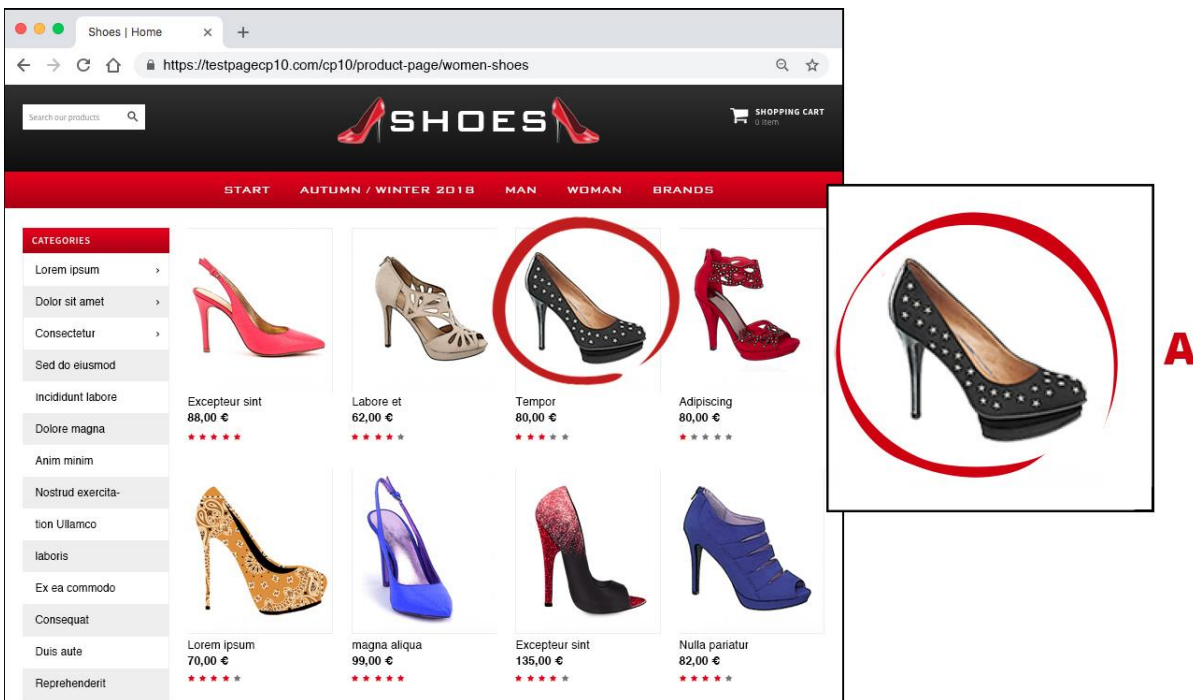 Shoes | Home
https://testpagecp10.com/cp10/product-page/women-shoes
Search our products
SHOES
SHOPPING CART
0 item
START AUTUMN / WINTER 2018 MAN WOMAN BRANDS
CATEGORIES
Lorem ipsum
Dolor sit amet
Consectetur
Sed do eiusmod
Incididunt labore
Dolore magna
Anim minim
Nostrud exercita-
tion Ullamco
laboris
Ex ea commodo
Consequat
Duis aute
Reprehenderit
Excepteur sint
88,00 €
Labore et
62,00 €
Tempor
80,00 €
Adipiscing
80,00 €
Lorem ipsum
70,00 €
magna aliqua
99,00 €
Excepteur sint
135,00 €
Nulla pariatur
82,00 €
A